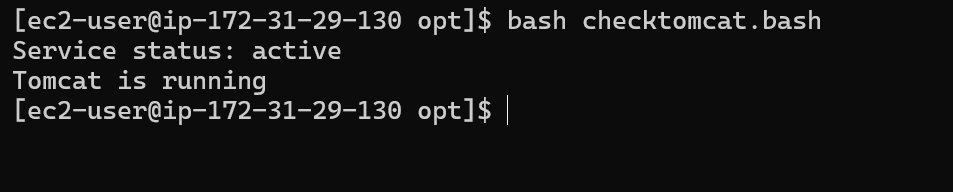 [ec2-user@ip-172-31-29-130 opt]$ bash checktomcat.bash
Service status: active
Tomcat is running
[ec2-user@ip-172-31-29-130 opt]$